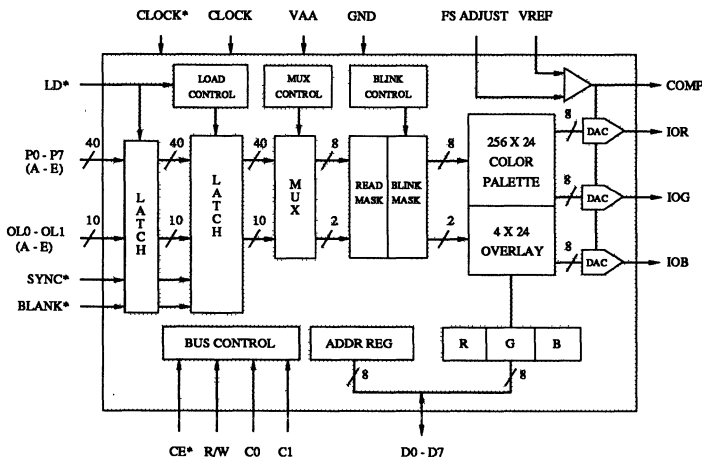 CLOCK* CLOCK VAA GND FS ADJUST VREF
LD*
LOAD CONTROL
MUX CONTROL
BLINK CONTROL
COMP
P0 - P7
(A - E)
40
40
40
8
8
8
DAC
IOR
LATCH
LATCH
MUX
READ MASK
BLINK MASK
256 X 24
COLOR
PALETTE
8
DAC
IOG
OL0 - OL1
(A - E)
10
10
10
2
2
4 X 24
OVERLAY
8
DAC
IOB
SYNC*
BLANK*
BUS CONTROL
ADDR REG
R G B
8
8
CE* R/W C0 C1 D0 - D7